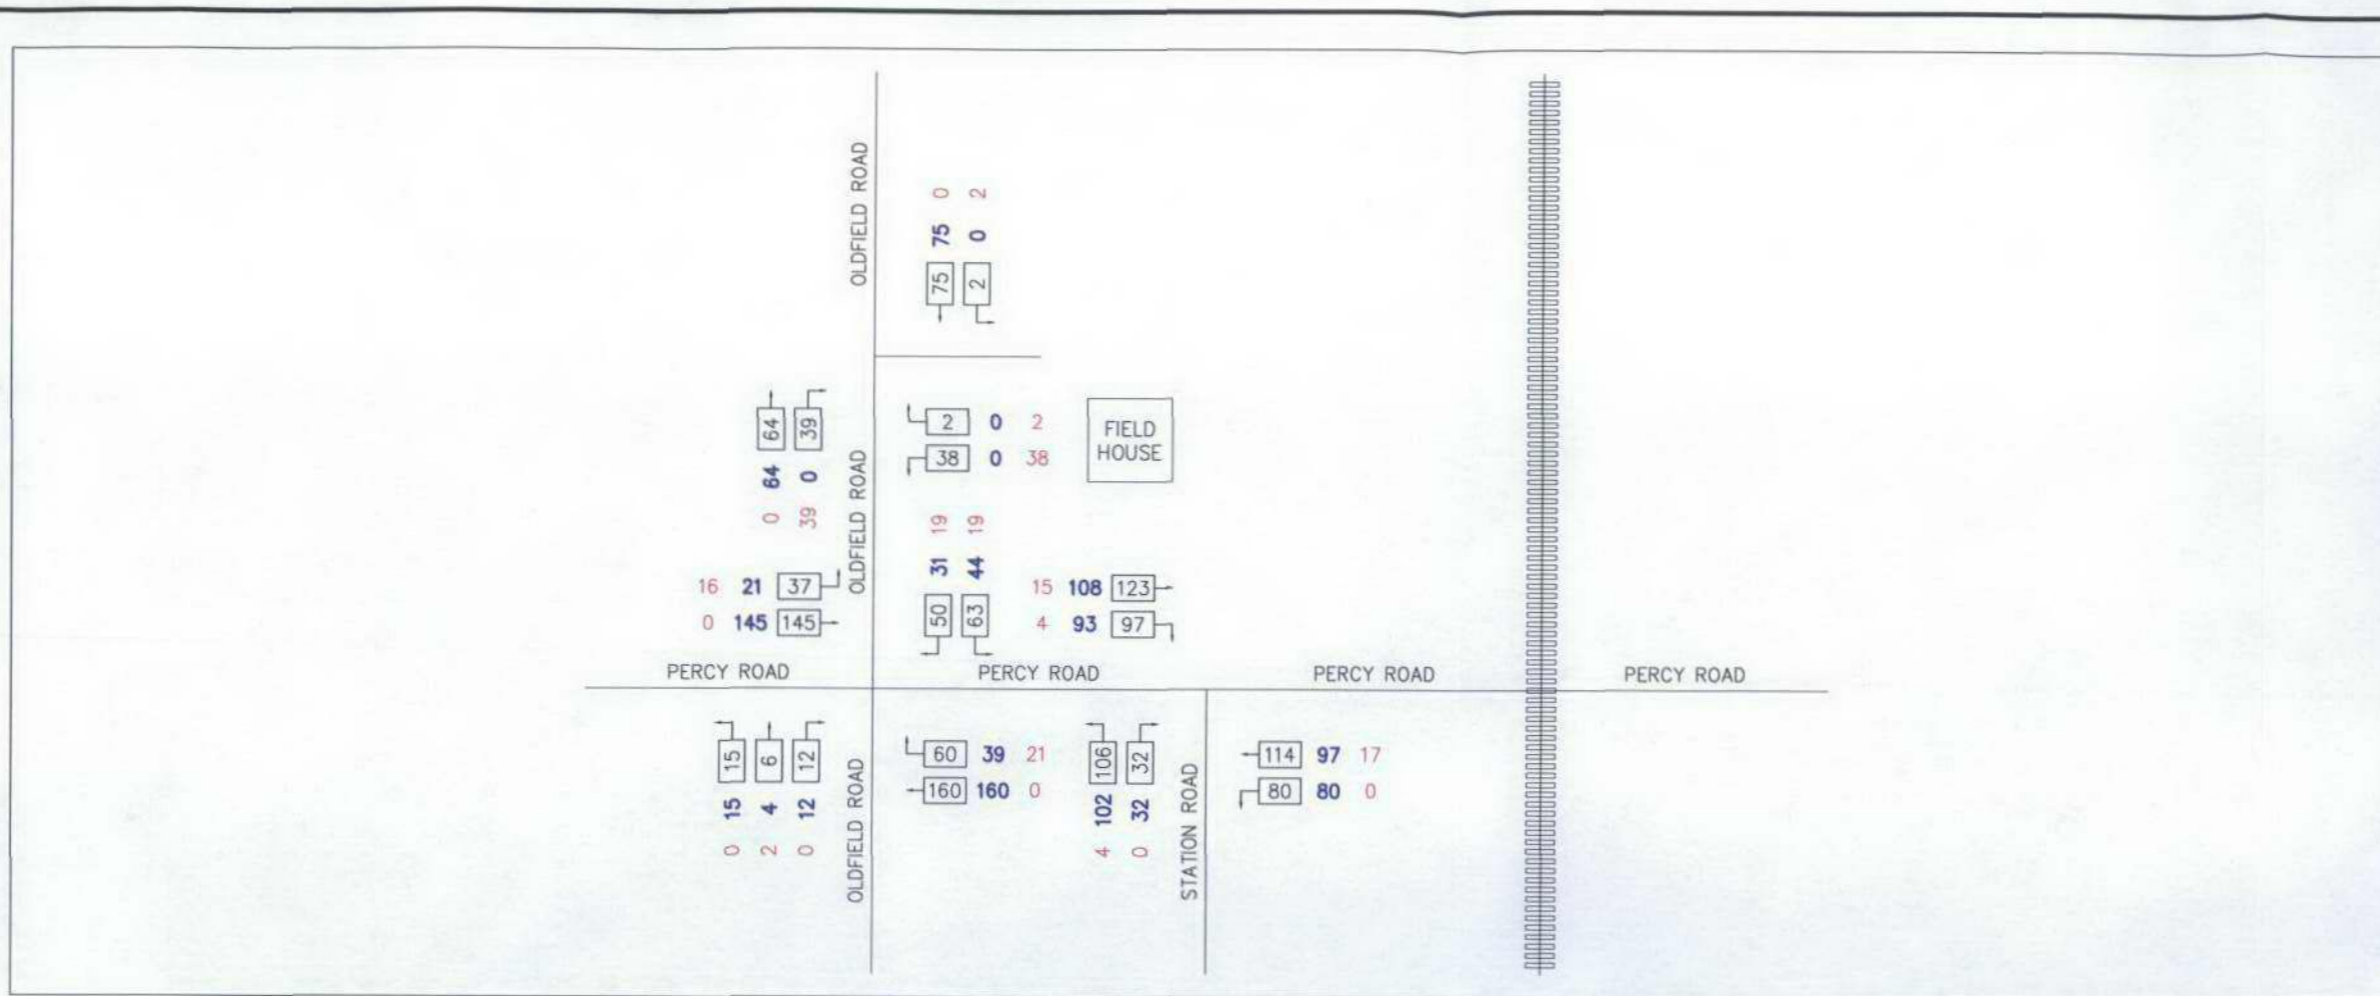 OLDFIELD ROAD
75 75 0
2 0 2
64 64 0
39 0 39
OLDFIELD ROAD
2 0 2
38 0 38
FIELD
HOUSE
16 21 37
0 145 145
50 31 19
63 44 19
15 108 123
4 93 97
PERCY ROAD
PERCY ROAD
PERCY ROAD
PERCY ROAD
0 15 15
2 4 6
0 12 12
OLDFIELD ROAD
60 39 21
160 160 0
4 102 106
0 32 32
STATION ROAD
114 97 17
80 80 0